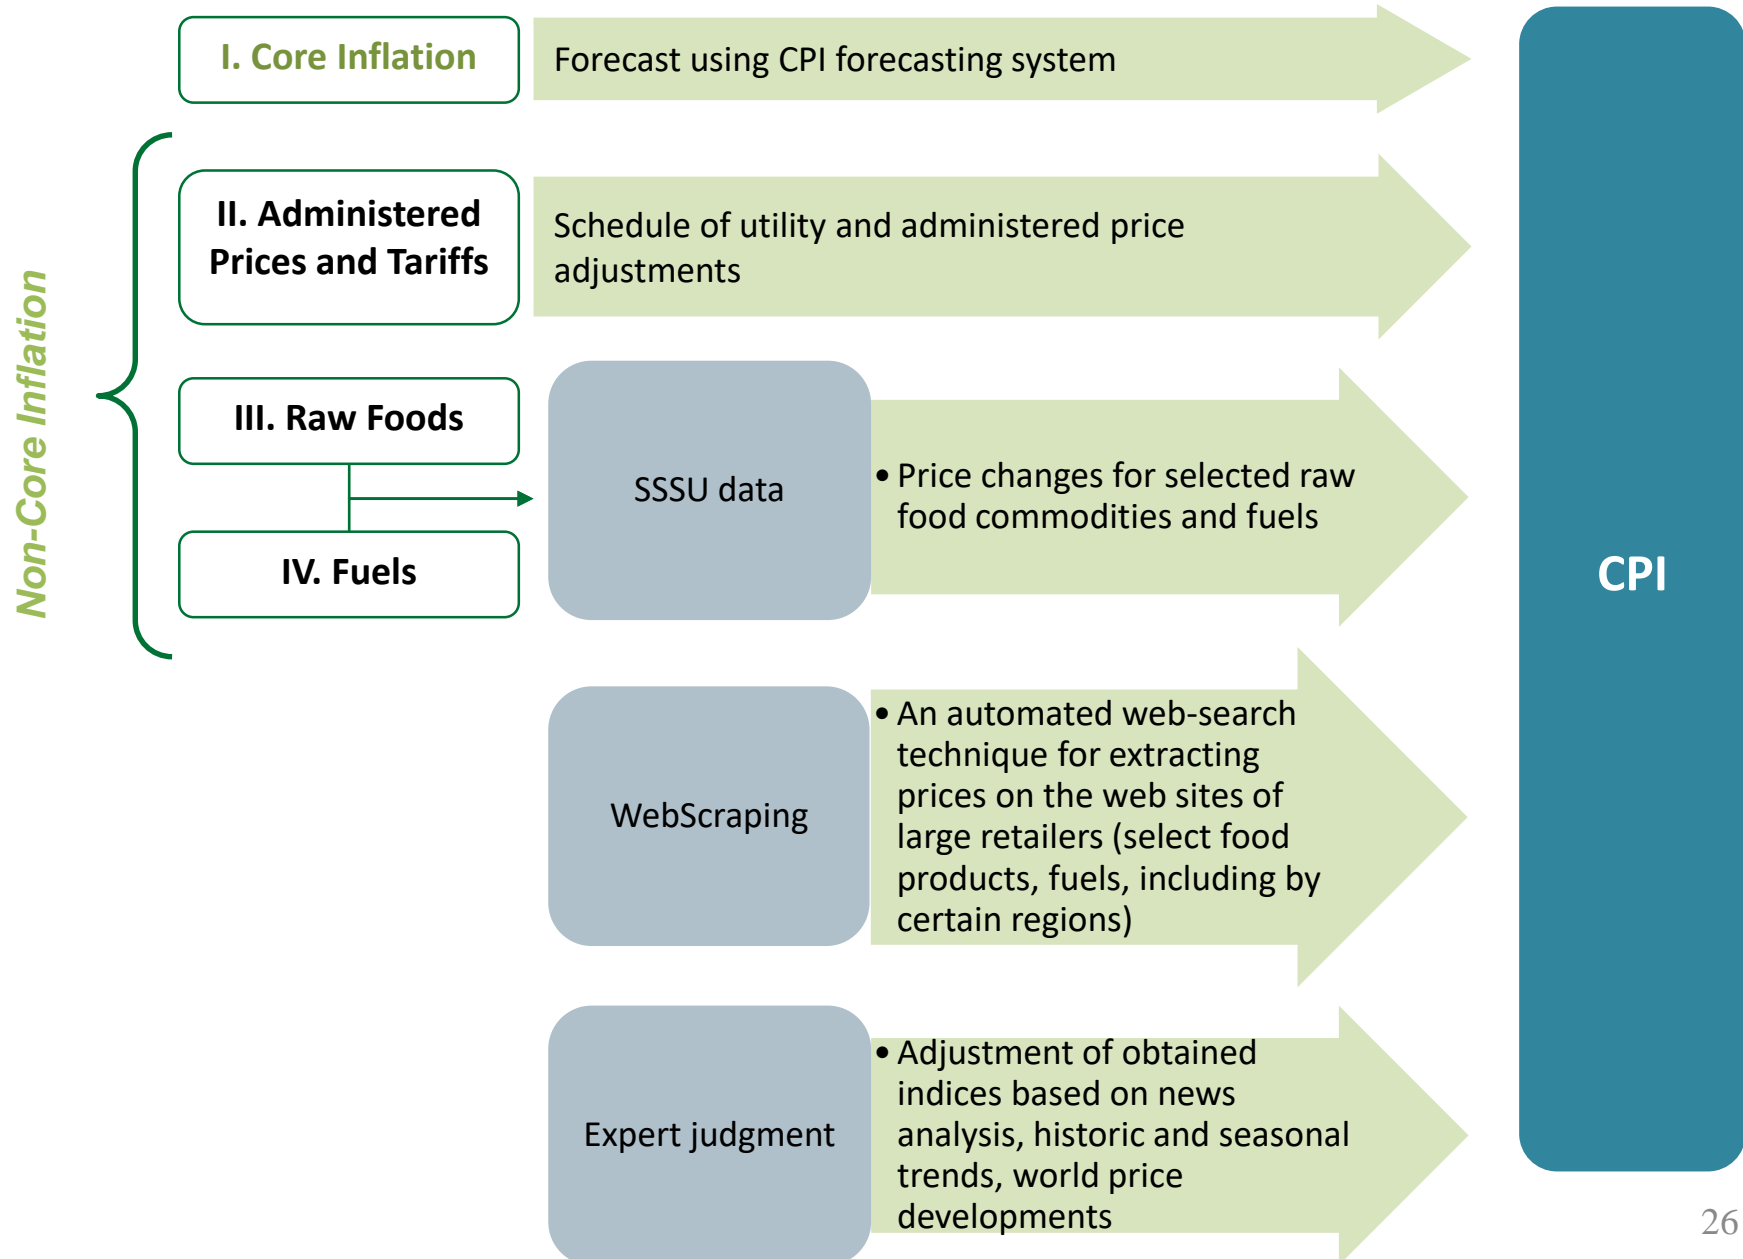 I. Core Inflation
Forecast using CPI forecasting system
Non-Core Inflation
II. Administered
Prices and Tariffs
Schedule of utility and administered price
adjustments
III. Raw Foods
IV. Fuels
SSSU data
• Price changes for selected raw
food commodities and fuels
WebScraping
• An automated web-search
technique for extracting
prices on the web sites of
large retailers (select food
products, fuels, including by
certain regions)
Expert judgment
• Adjustment of obtained
indices based on news
analysis, historic and seasonal
trends, world price
developments
CPI
26